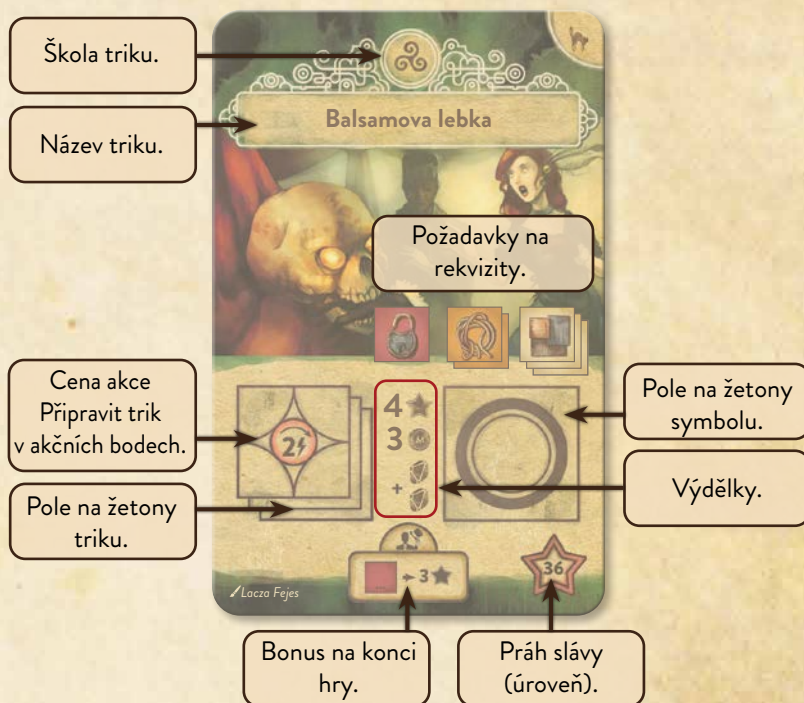 Škola triku.
Název triku.
Balsamova lebka
Požadavky na
rekvizity.
Cena akce
Připravit trik
v akčních bodech.
2
4
3
+
Pole na žetony
symbolu.
Výdělky.
Pole na žetony
triku.
3
36
Lacza Fejes
Bonus na konci
hry.
Práh slávy
(úroveň).